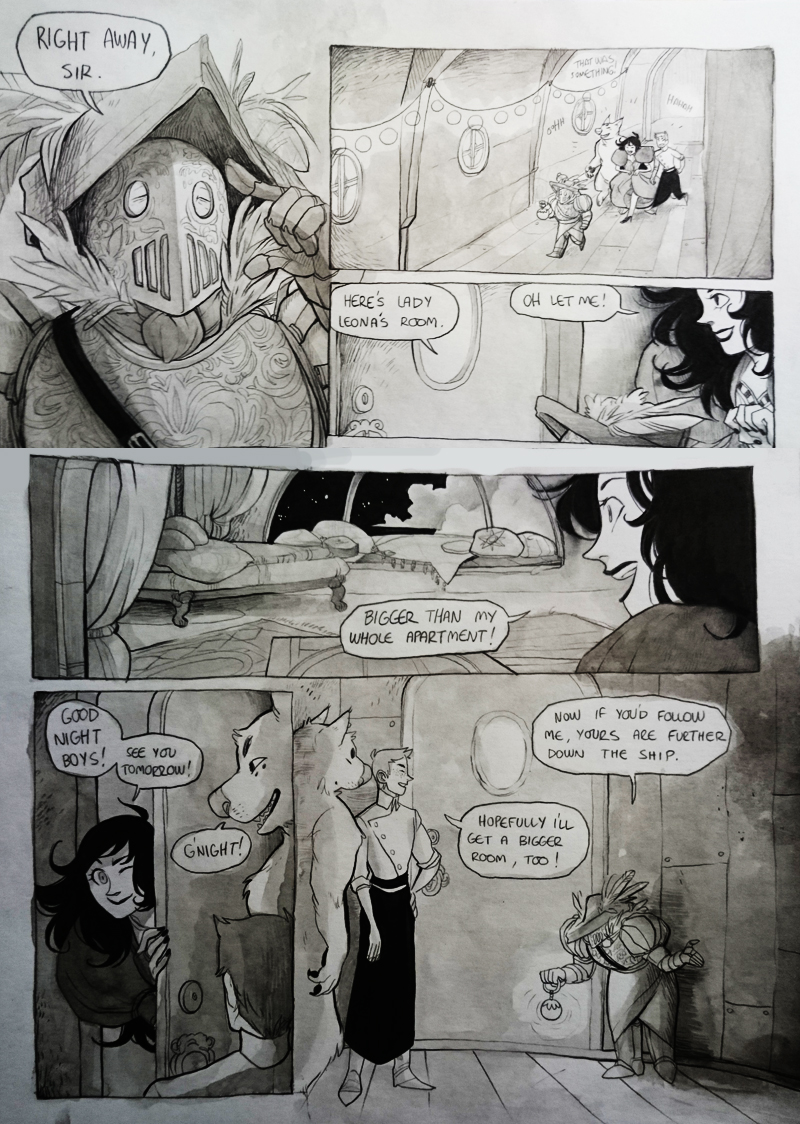 RIGHT AWAY,
SIR.
THAT WAS
SOMETHING!
OHHH
HERE'S LADY
LEONA'S ROOM.
OH LET ME!
BIGGER THAN MY
WHOLE APARTMENT!
GOOD
NIGHT
BOYS!
SEE YOU
TOMORROW!
G'NIGHT!
NOW IF YOU'D FOLLOW
ME, YOURS ARE FURTHER
DOWN THE SHIP.
HOPEFULLY I'LL
GET A BIGGER
ROOM, TOO!